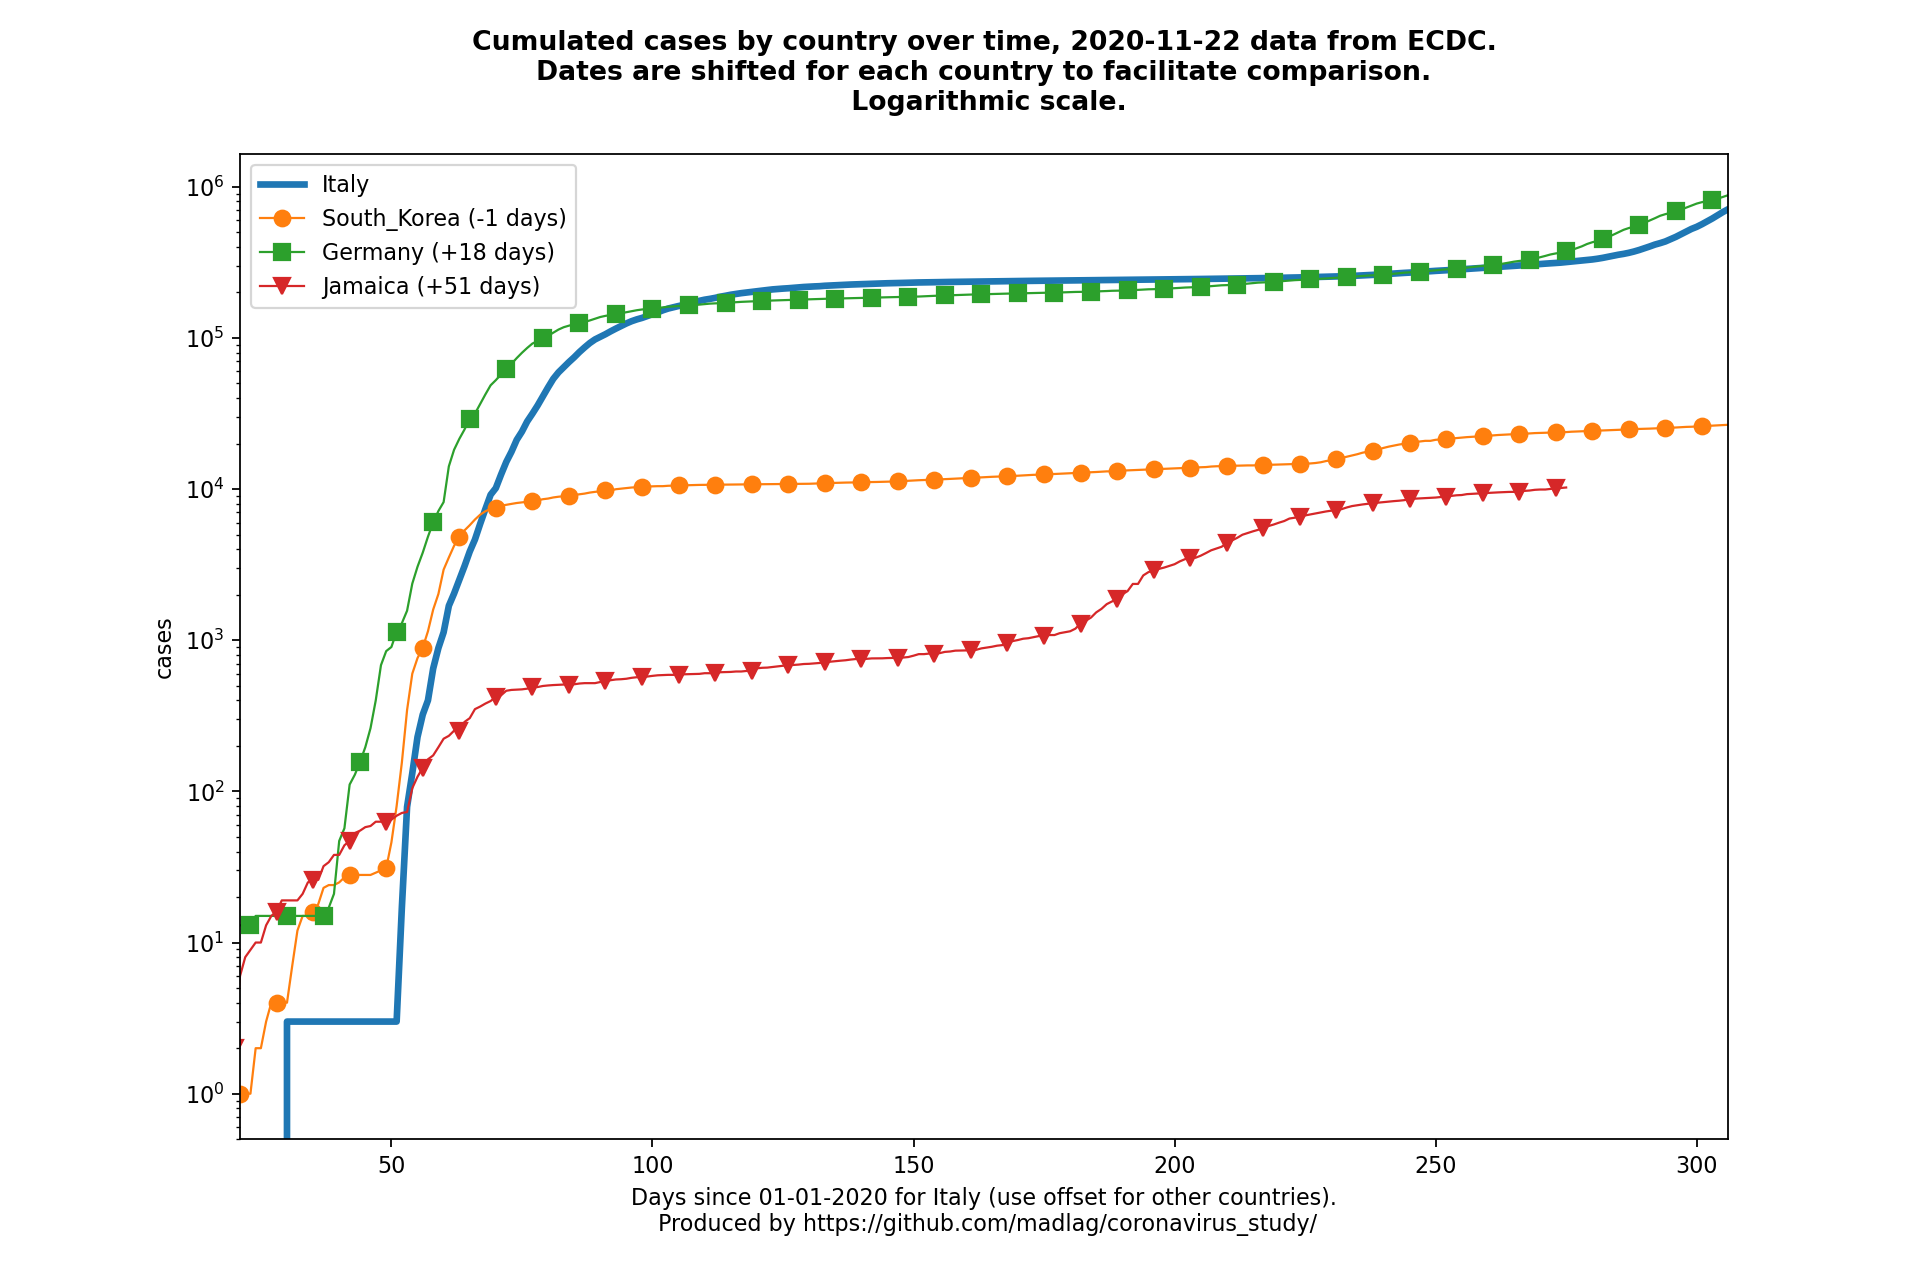 Cumulated cases by country over time, 2020-11-22 data from ECDC.
Dates are shifted for each country to facilitate comparison.
Logarithmic scale.
Italy
South_Korea (-1 days)
Germany (+18 days)
Jamaica (+51 days)
10^6
10^5
10^4
10^3
10^2
10^1
10^0
cases
50 100 150 200 250 300
Days since 01-01-2020 for Italy (use offset for other countries).
Produced by https://github.com/madlag/coronavirus_study/